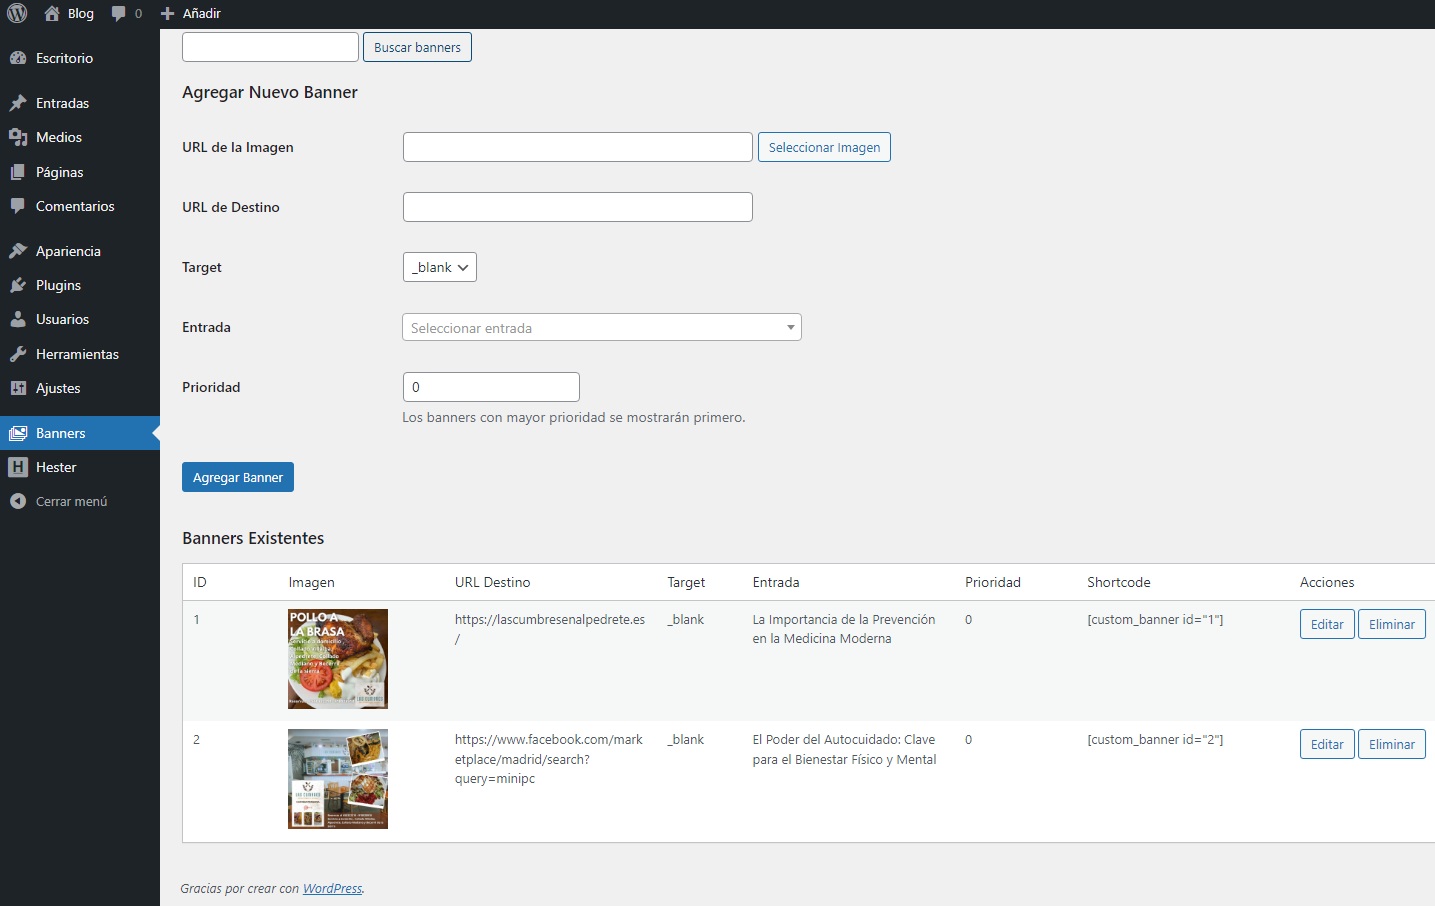 Blog
0
Añadir
Escritorio
Entradas
Medios
Páginas
Comentarios
Apariencia
Plugins
Usuarios
Herramientas
Ajustes
Banners
Hester
Cerrar menú
Buscar banners
Agregar Nuevo Banner
URL de la Imagen
Seleccionar Imagen
URL de Destino
Target
_blank
Entrada
Seleccionar entrada
Prioridad
0
Los banners con mayor prioridad se mostrarán primero.
Agregar Banner
Banners Existentes
ID Imagen URL Destino Target Entrada Prioridad Shortcode Acciones
1
POLLO A
LA BRASA
https://lascumbresenalpedrete.es
/
_blank
La Importancia de la Prevención
en la Medicina Moderna
0
[custom_banner id="1"]
Editar
Eliminar
2
https://www.facebook.com/mark
etplace/madrid/search?
query=minipc
_blank
El Poder del Autocuidado: Clave
para el Bienestar Físico y Mental
0
[custom_banner id="2"]
Editar
Eliminar
Gracias por crear con WordPress.